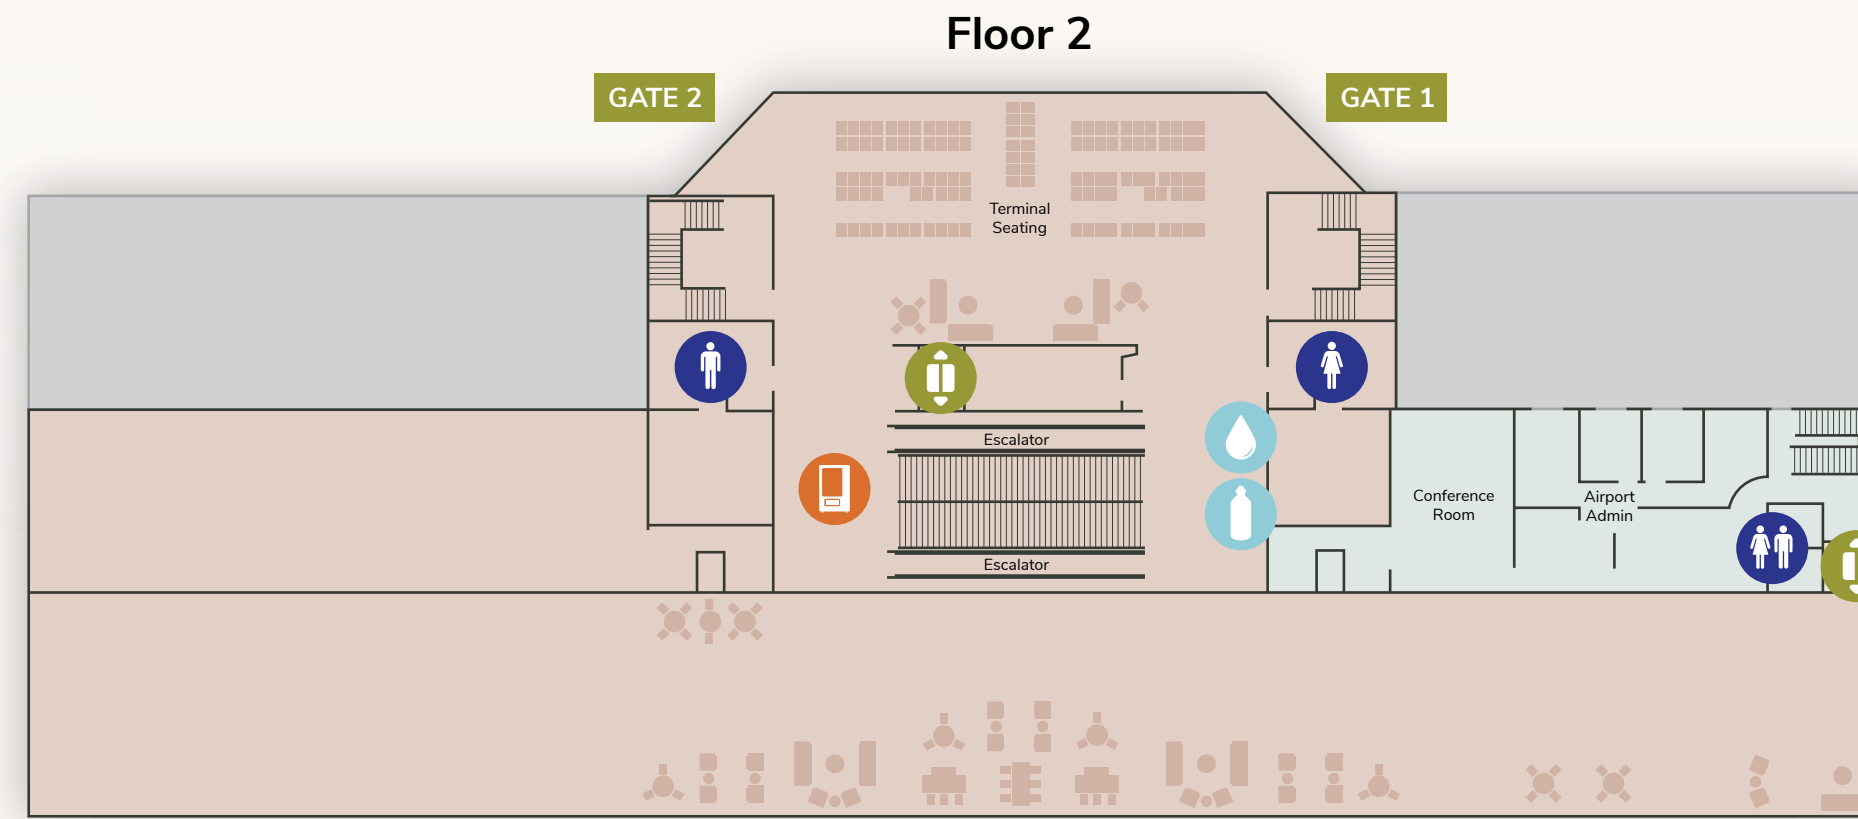 Floor 2
GATE 2
GATE 1
Terminal
Seating
Escalator
Conference
Room
Airport
Admin
Escalator